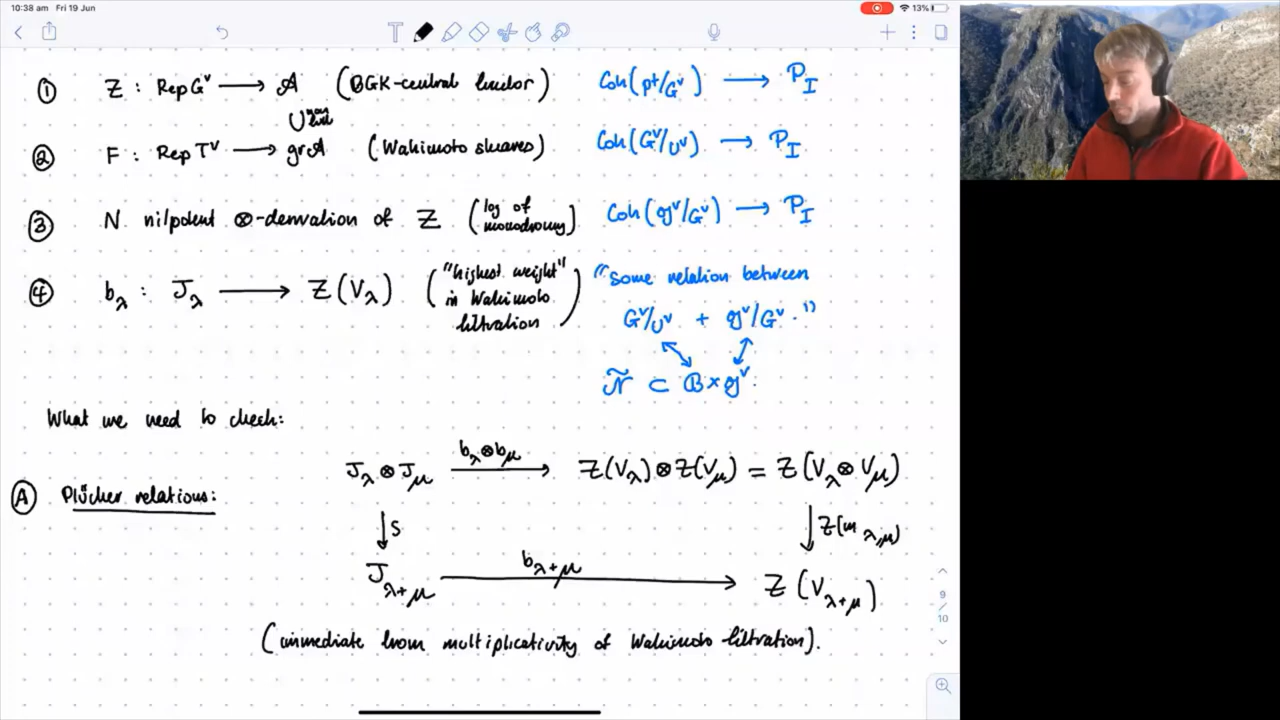 10:38 am Fri 19 Jun
13%
① Z : Rep G^∨ ⟶ 𝒜 (BGK-central functor) Coh(pt/G^∨) ⟶ P_I
∪
② F : Rep T^∨ ⟶ gr𝒜 (Wakimoto sheaves) Coh(G^∨/U^∨) ⟶ P_I
③ N nilpotent ⊗-derivation of Z (log of monodromy) Coh(𝔤^∨/G^∨) ⟶ P_I
④ b_λ : J_λ ⟶ Z(V_λ) ("highest weight" in Wakimoto filtration) "Some relation between
G^∨/U^∨ + 𝔤^∨/G^∨."
Ñ ⊂ B × 𝔤^∨.
What we need to check:
J_λ ⊗ J_μ ⟶ Z(V_λ) ⊗ Z(V_μ) = Z(V_λ ⊗ V_μ)
b_λ ⊗ b_μ
Ⓐ Plücker relations:
↓ S ↓ Z(m_{λ,μ})
b_{λ+μ}
J_{λ+μ} ⟶ Z(V_{λ+μ})
(immediate from multiplicativity of Wakimoto filtration).
9
/
10